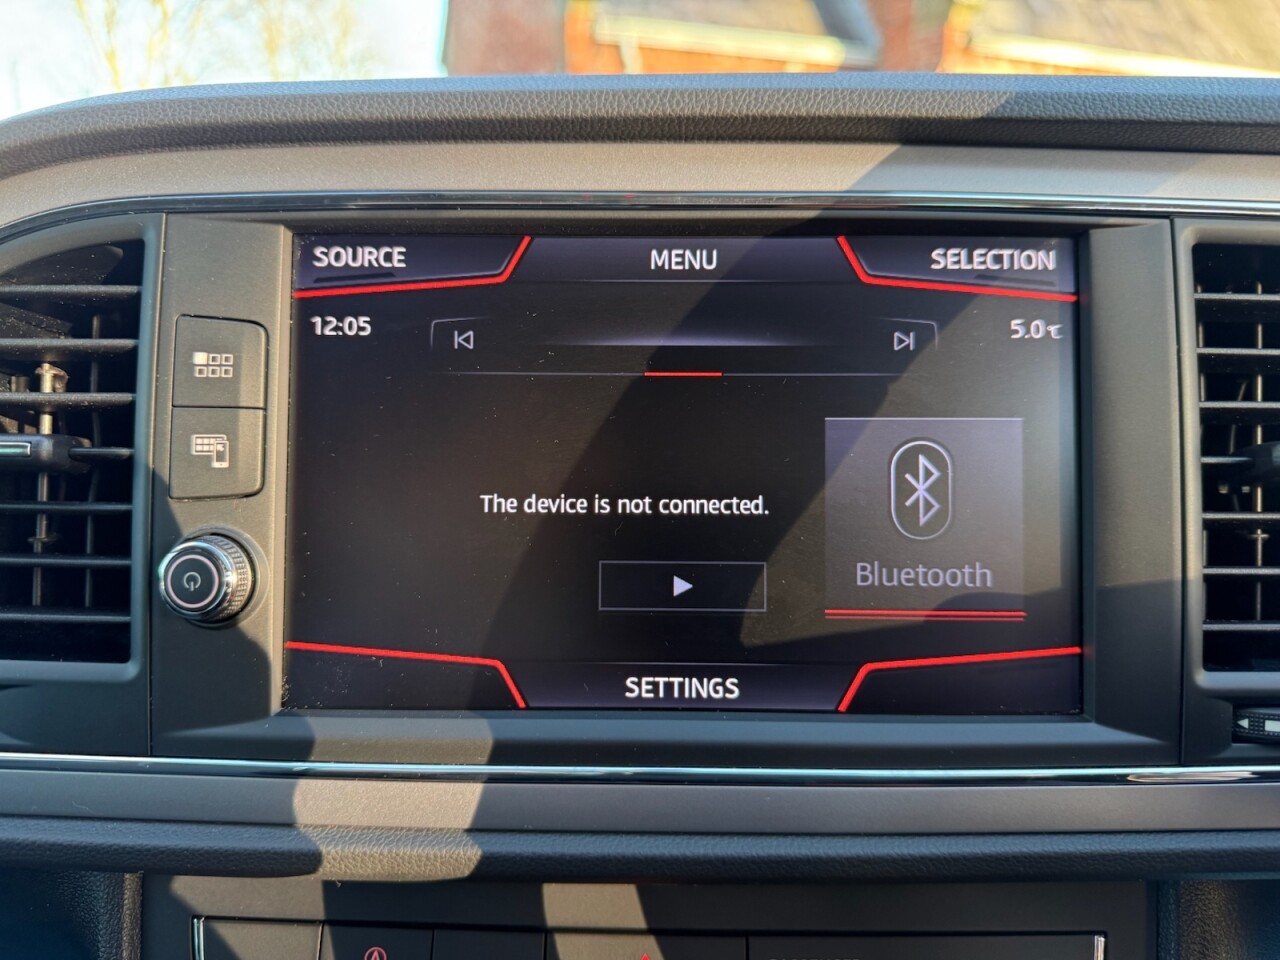 SOURCE
MENU
SELECTION
12:05
5.0℃
The device is not connected.
Bluetooth
SETTINGS